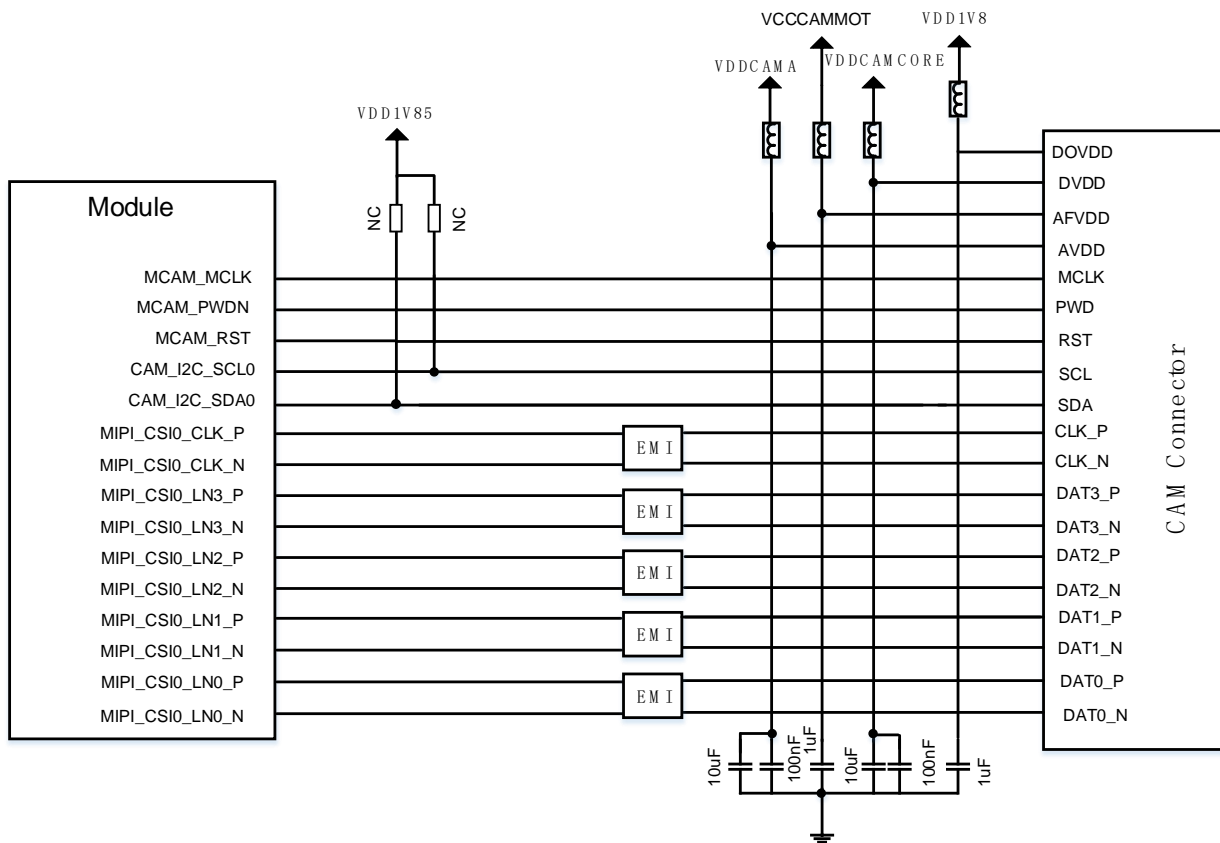 VCCCAMMOT
VDD1V8
VDDCAMA
VDDCAMCORE
VDD1V85
NC
NC
Module
MCAM_MCLK
MCAM_PWDN
MCAM_RST
CAM_I2C_SCL0
CAM_I2C_SDA0
MIPI_CSI0_CLK_P
MIPI_CSI0_CLK_N
MIPI_CSI0_LN3_P
MIPI_CSI0_LN3_N
MIPI_CSI0_LN2_P
MIPI_CSI0_LN2_N
MIPI_CSI0_LN1_P
MIPI_CSI0_LN1_N
MIPI_CSI0_LN0_P
MIPI_CSI0_LN0_N
EMI
EMI
EMI
EMI
EMI
DOVDD
DVDD
AFVDD
AVDD
MCLK
PWD
RST
SCL
SDA
CLK_P
CLK_N
DAT3_P
DAT3_N
DAT2_P
DAT2_N
DAT1_P
DAT1_N
DAT0_P
DAT0_N
CAM Connector
10uF
100nF
1uF
10uF
100nF
1uF